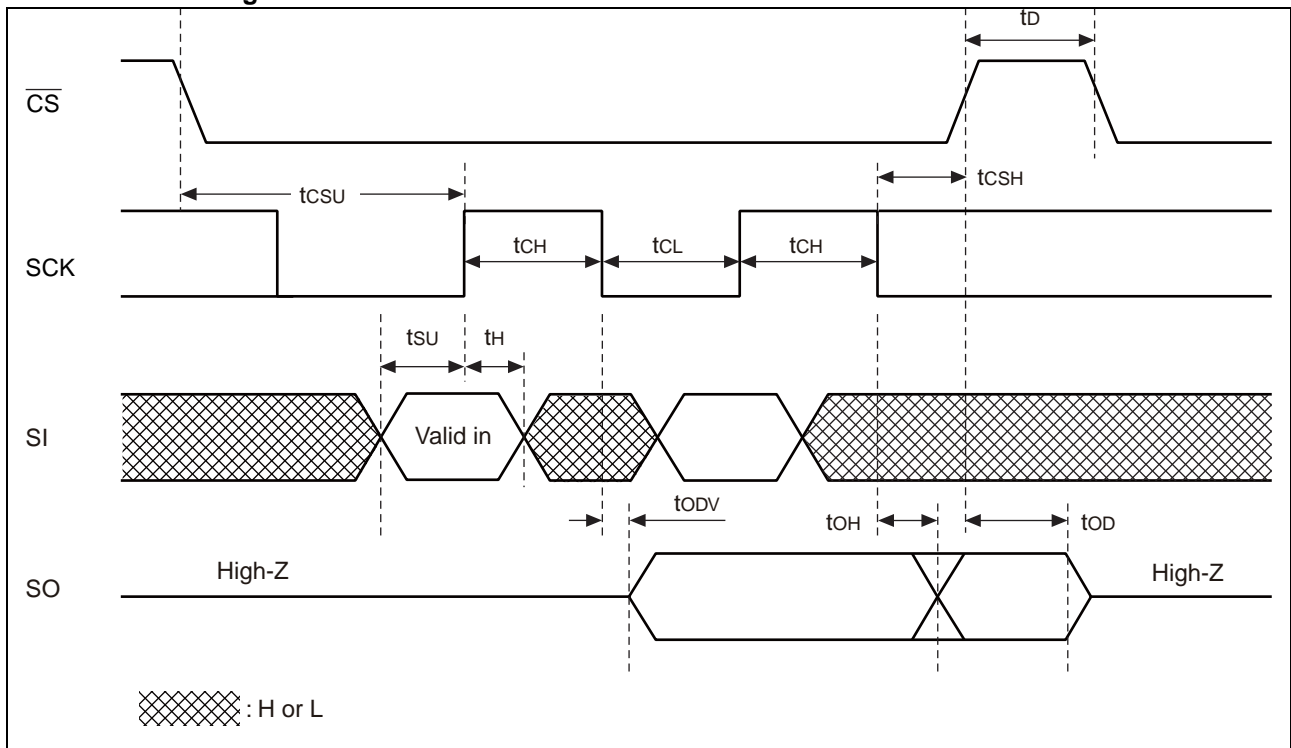 tD
CS
tCSU
tCSH
SCK
tCH
tCL
tCH
tSU
tH
SI
Valid in
tODV
tOH
tOD
SO
High-Z
High-Z
: H or L